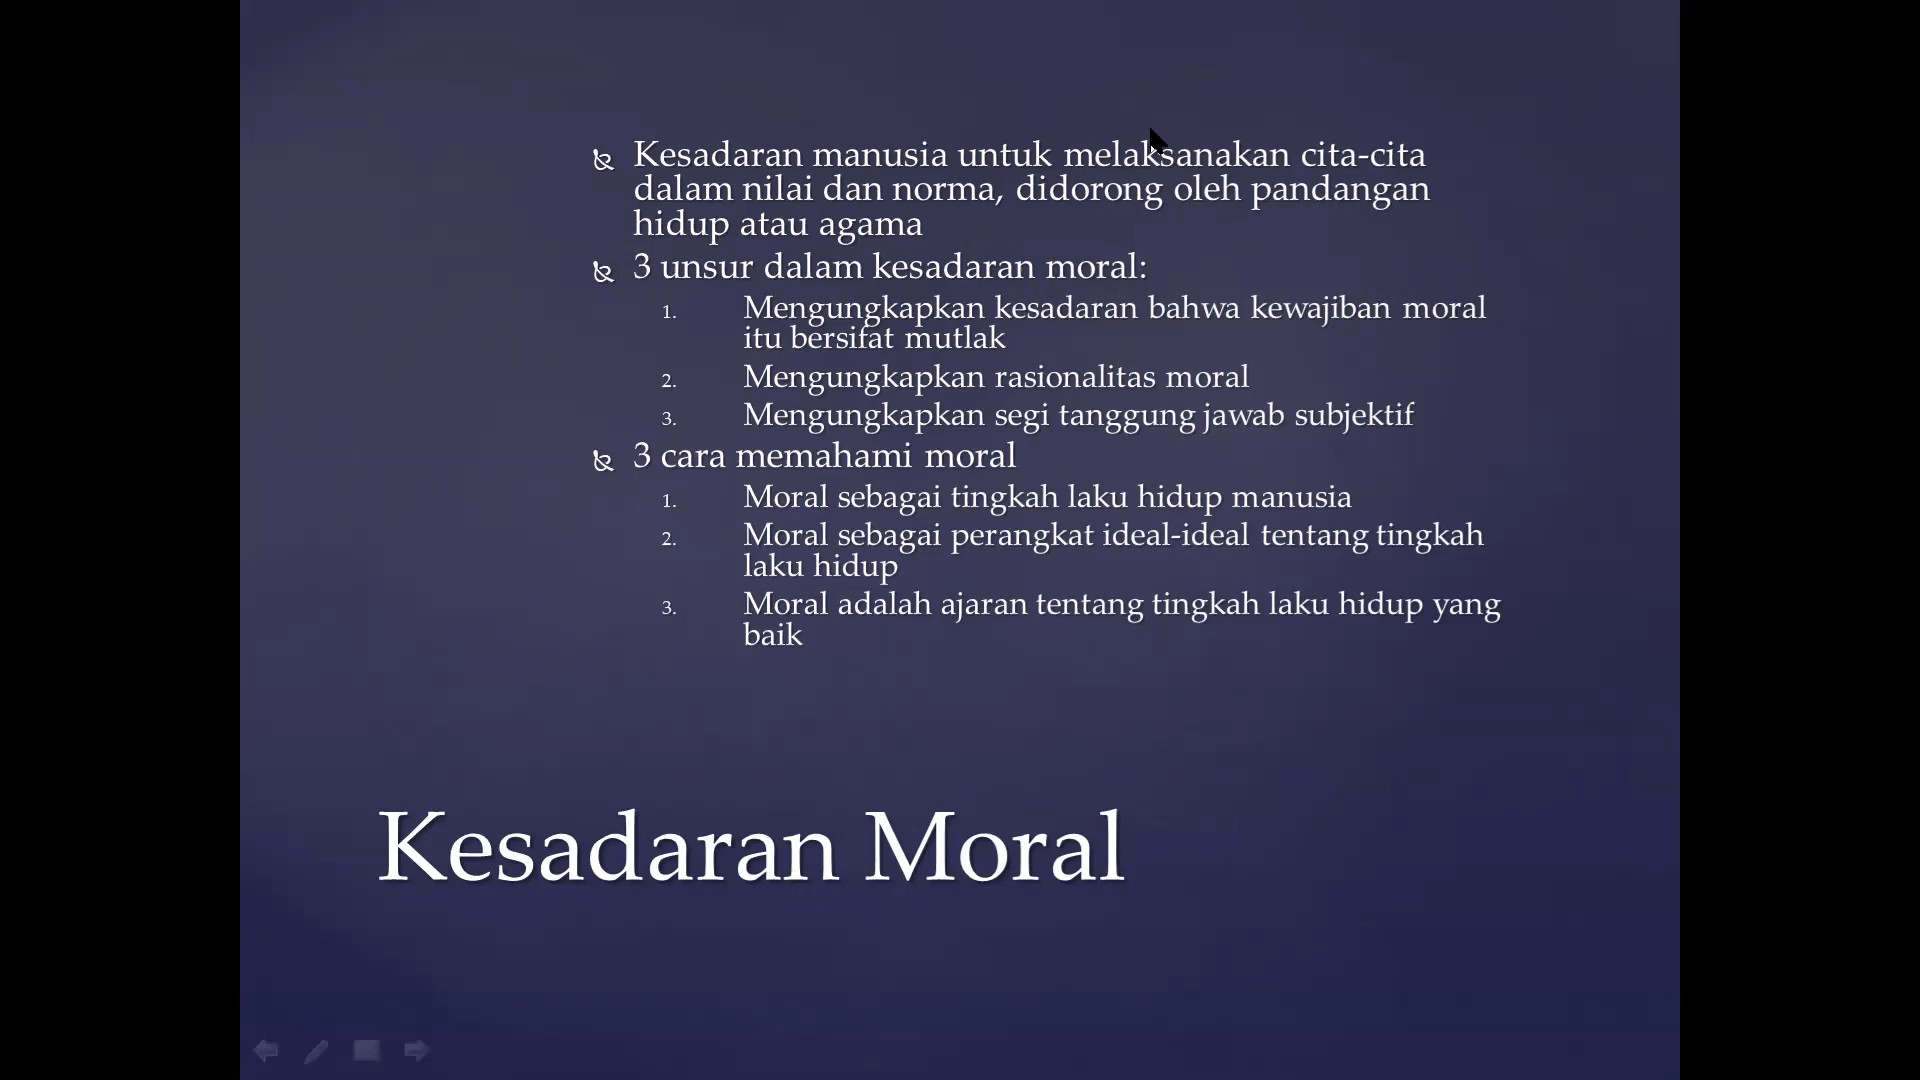 Kesadaran manusia untuk melaksanakan cita-cita
dalam nilai dan norma, didorong oleh pandangan
hidup atau agama
3 unsur dalam kesadaran moral:
1. Mengungkapkan kesadaran bahwa kewajiban moral
itu bersifat mutlak
2. Mengungkapkan rasionalitas moral
3. Mengungkapkan segi tanggung jawab subjektif
3 cara memahami moral
1. Moral sebagai tingkah laku hidup manusia
2. Moral sebagai perangkat ideal-ideal tentang tingkah
laku hidup
3. Moral adalah ajaran tentang tingkah laku hidup yang
baik
Kesadaran Moral